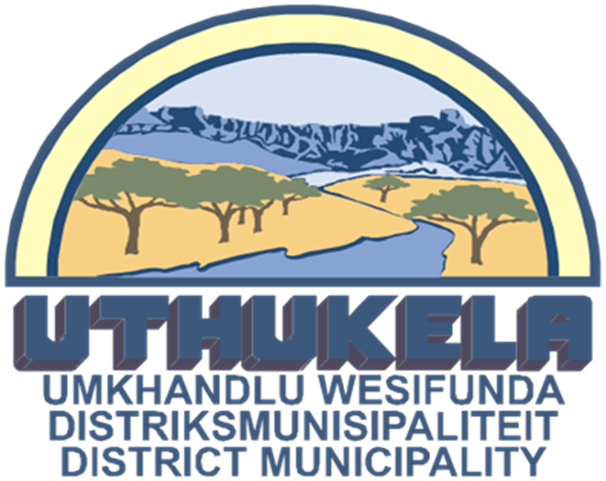 UTHUKELA
UMKHANDLU WESIFUNDA
DISTRIKSMUNISIPALITEIT
DISTRICT MUNICIPALITY